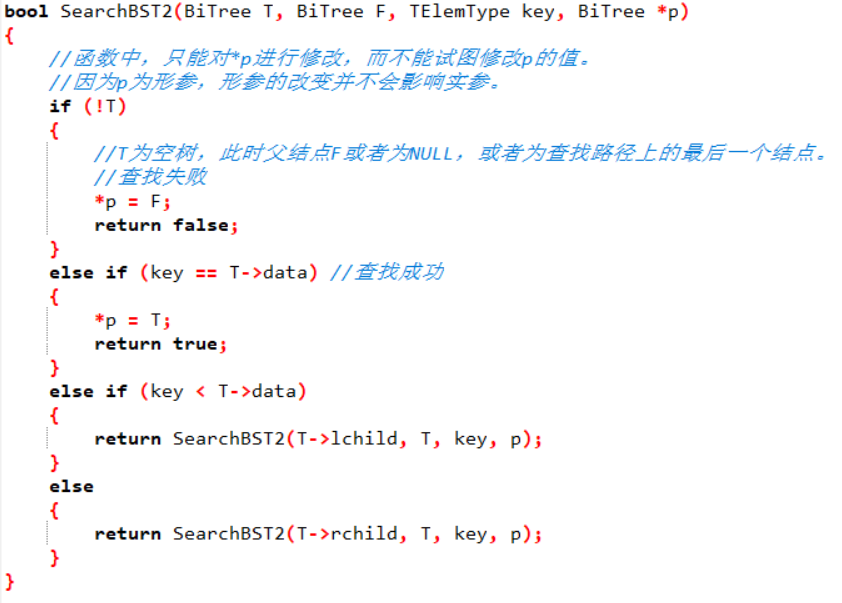 bool SearchBST2(BiTree T, BiTree F, TElemType key, BiTree *p)
{
    //函数中，只能对*p进行修改，而不能试图修改p的值。
    //因为p为形参，形参的改变并不会影响实参。
    if (!T)
    {
        //T为空树，此时父结点F或者为NULL，或者为查找路径上的最后一个结点。
        //查找失败
        *p = F;
        return false;
    }
    else if (key == T->data) //查找成功
    {
        *p = T;
        return true;
    }
    else if (key < T->data)
    {
        return SearchBST2(T->lchild, T, key, p);
    }
    else
    {
        return SearchBST2(T->rchild, T, key, p);
    }
}